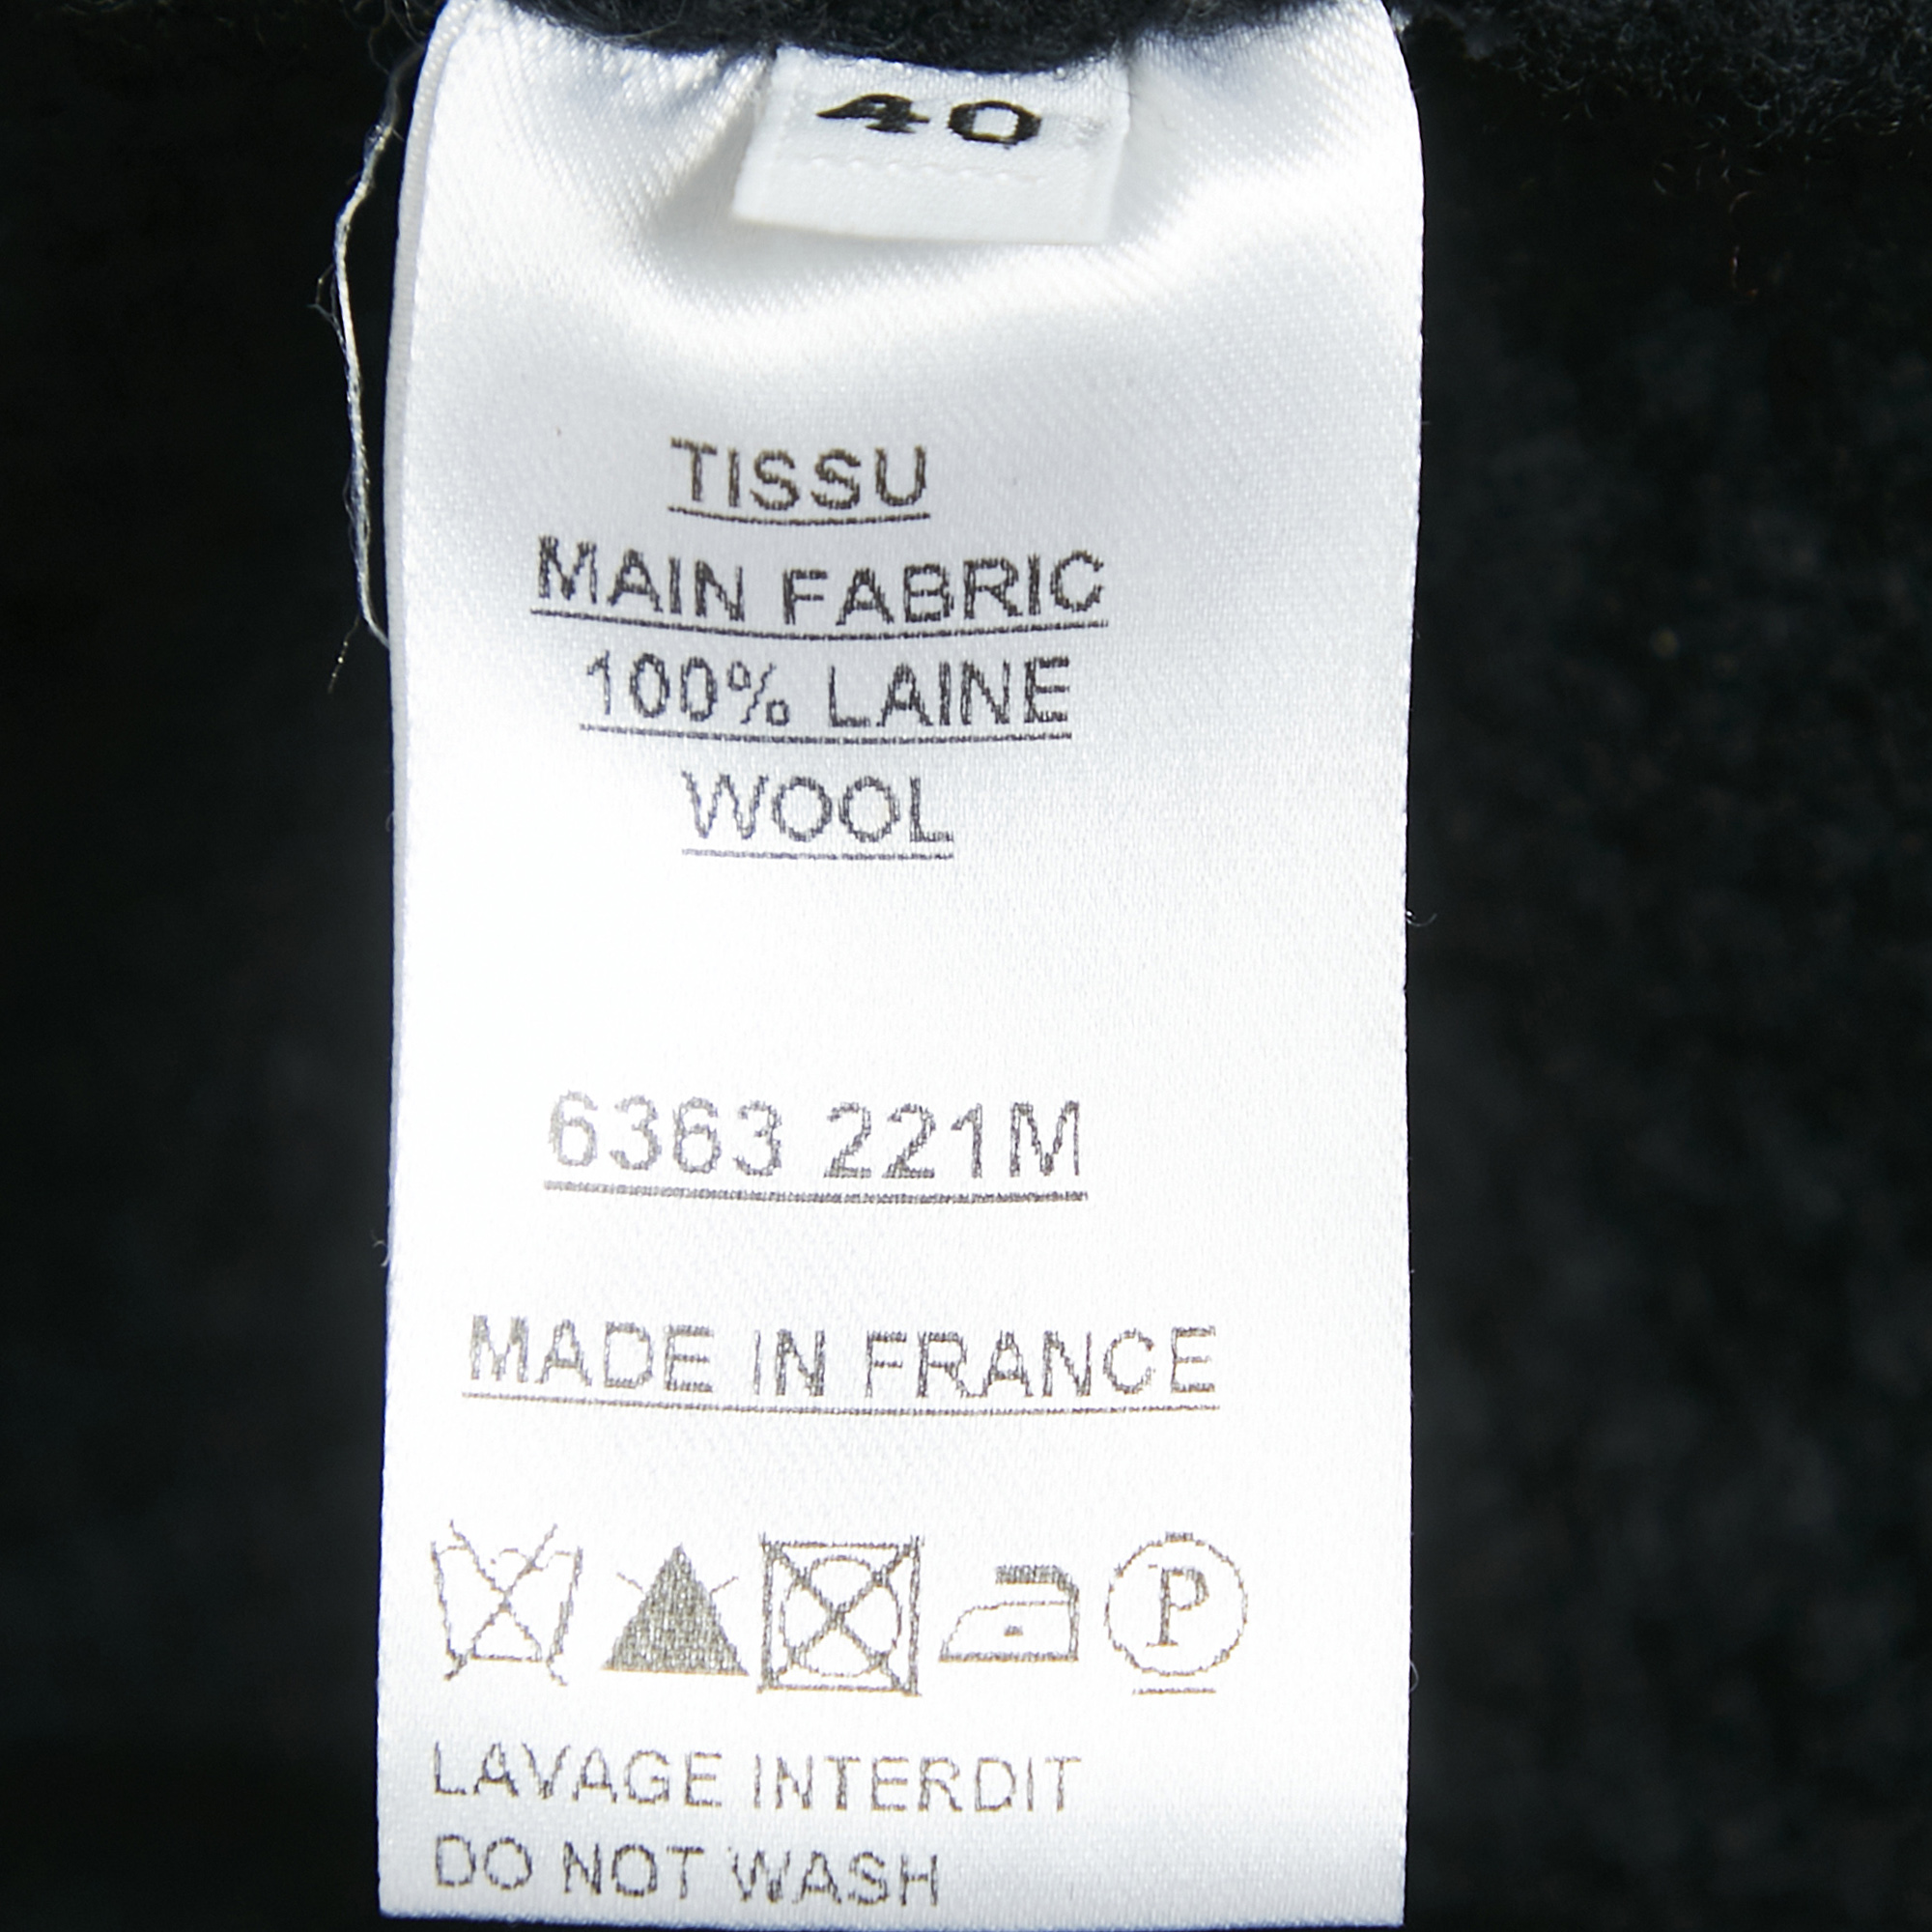 40
TISSU
MAIN FABRIC
100% LAINE
WOOL
6363 221M
MADE IN FRANCE
P
LAVAGE INTERDIT
DO NOT WASH